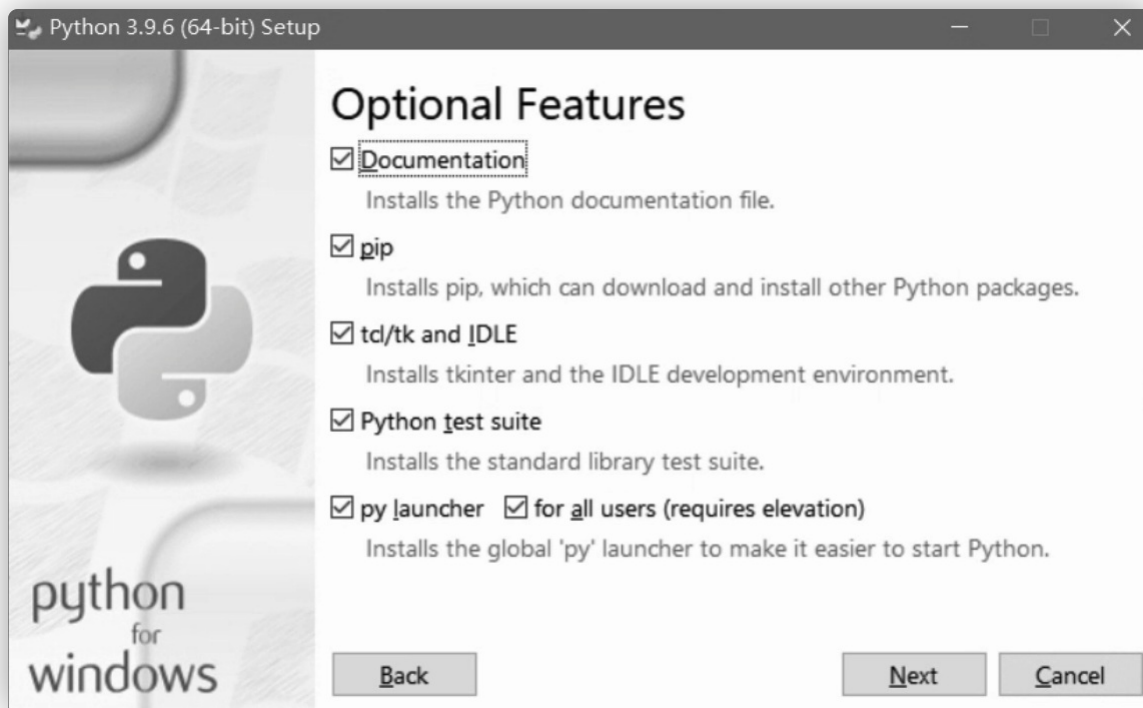 Python 3.9.6 (64-bit) Setup
Optional Features
Documentation
Installs the Python documentation file.
pip
Installs pip, which can download and install other Python packages.
tcl/tk and IDLE
Installs tkinter and the IDLE development environment.
Python test suite
Installs the standard library test suite.
py launcher for all users (requires elevation)
Installs the global 'py' launcher to make it easier to start Python.
python
for
windows
Back Next Cancel